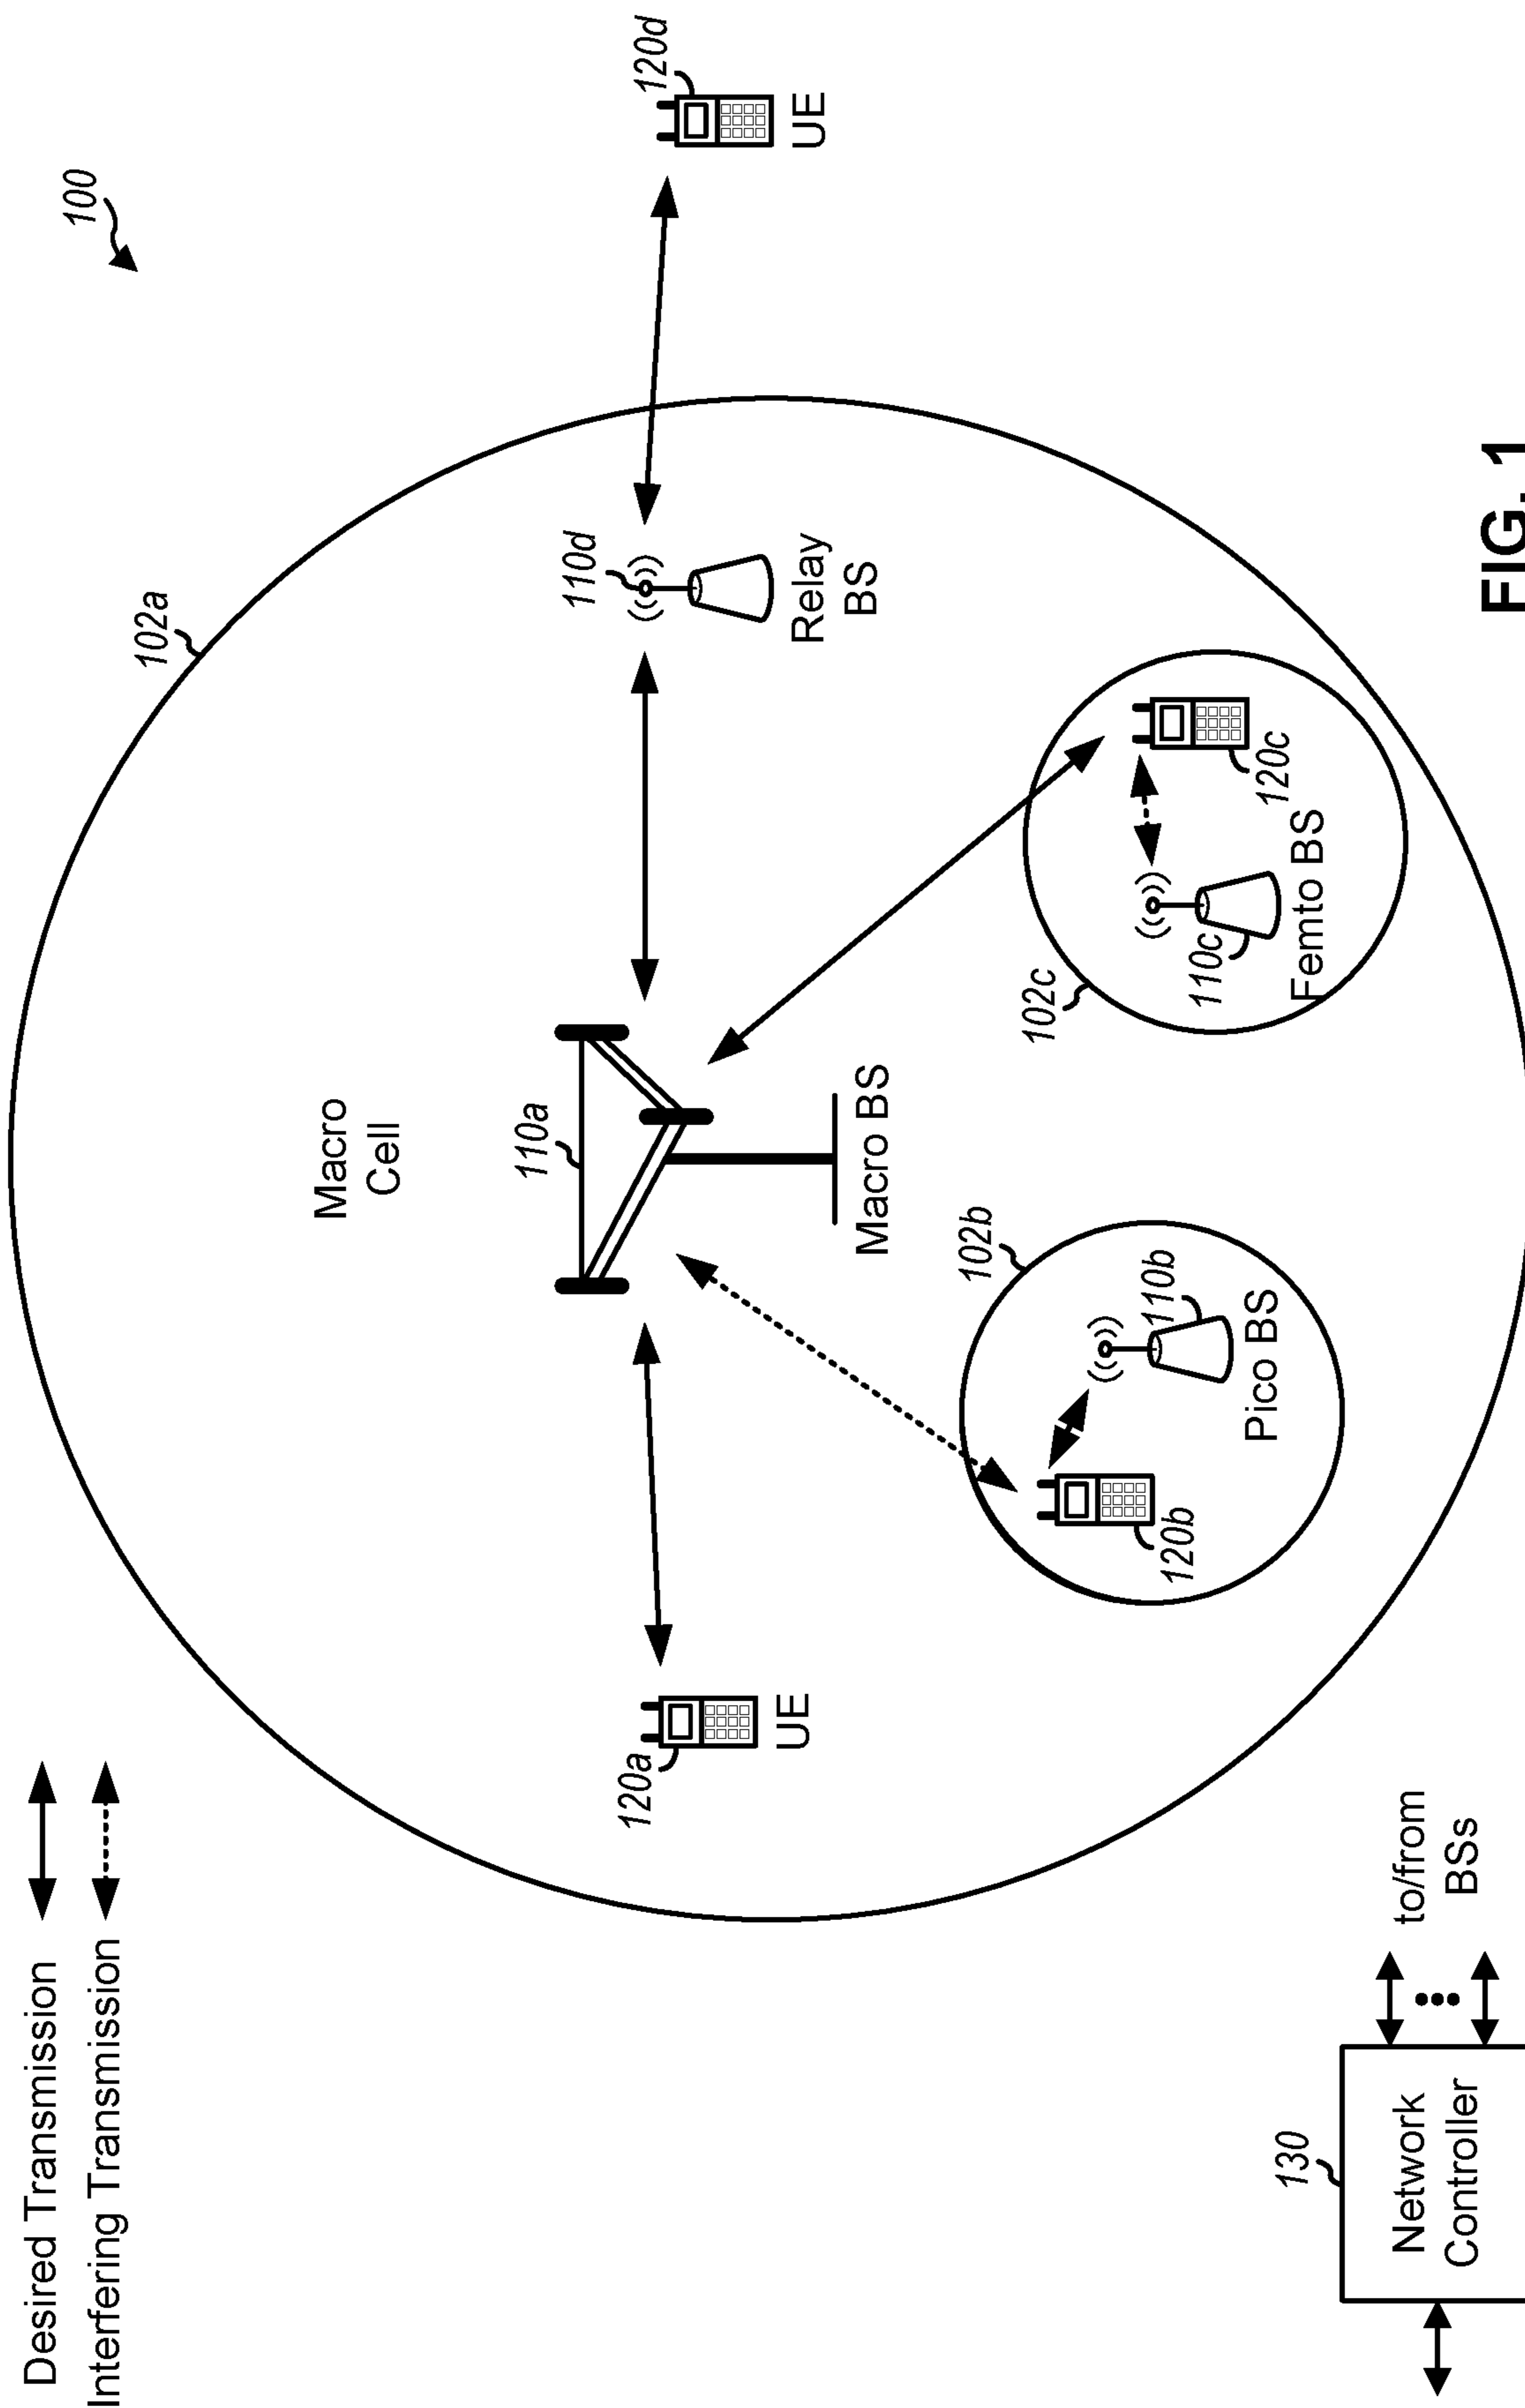 Desired Transmission
Interfering Transmission
100
102a
Macro
Cell
110a
110d
120a
120d
UE
Macro BS
Relay
BS
UE
102b
102c
110b
120b
Pico BS
110c
120c
Femto BS
130
Network
Controller
to/from
BSs
FIG. 1